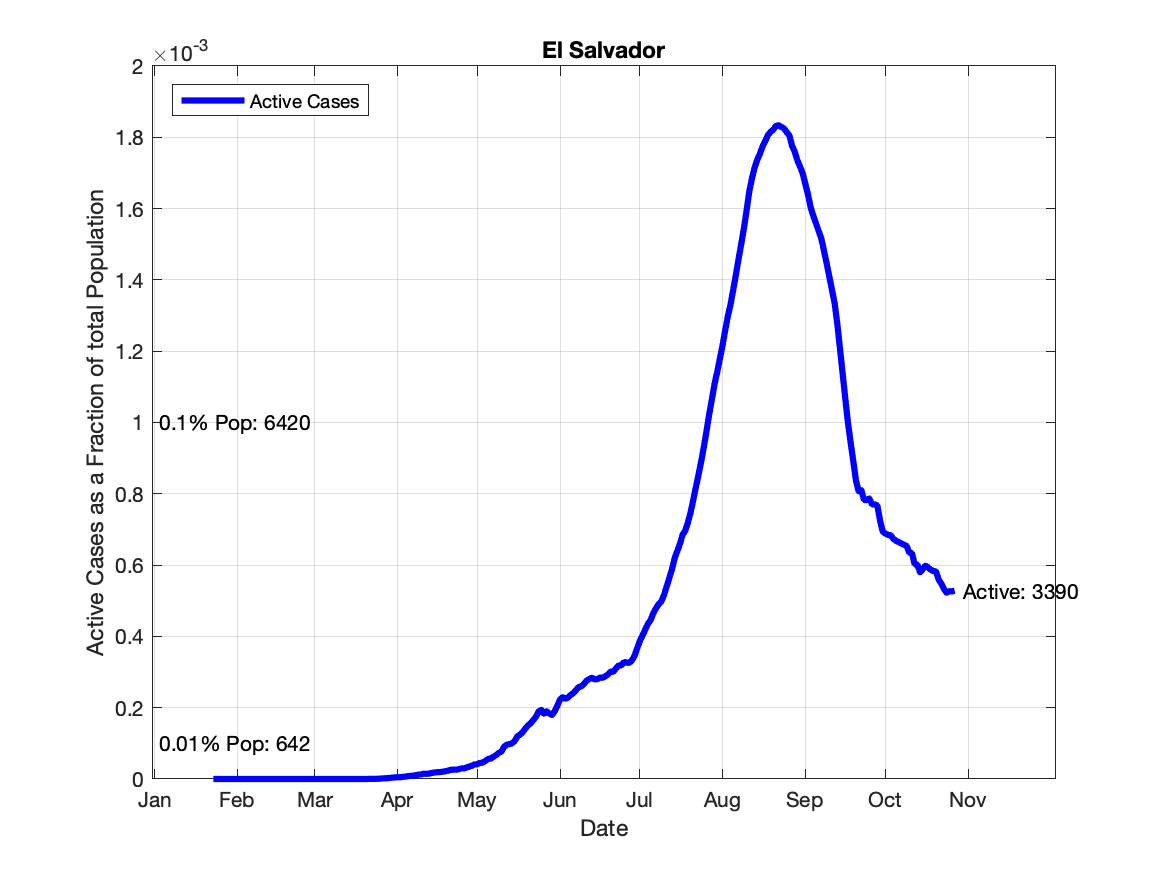 El Salvador
×10-3
Active Cases
2
1.8
1.6
1.4
1.2
1
0.8
0.6
0.4
0.2
0
Active Cases as a Fraction of total Population
0.1% Pop: 6420
0.01% Pop: 642
Active: 3390
Jan Feb Mar Apr May Jun Jul Aug Sep Oct Nov
Date